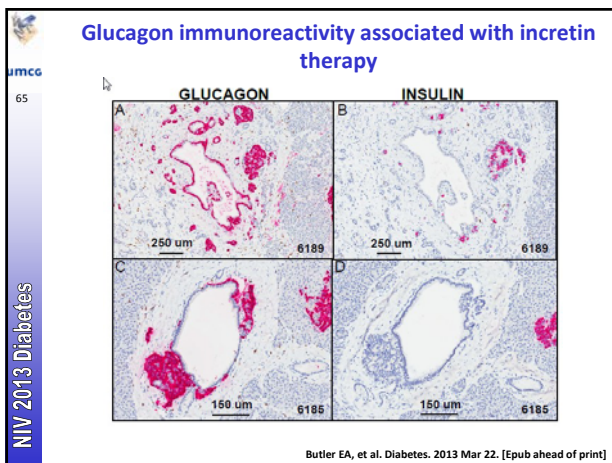 Glucagon immunoreactivity associated with incretin
therapy
umcg
65
NIV 2013 Diabetes
GLUCAGON
INSULIN
A
B
250 um
6189
250 um
6189
C
D
150 um
6185
150 um
6185
Butler EA, et al. Diabetes. 2013 Mar 22. [Epub ahead of print]